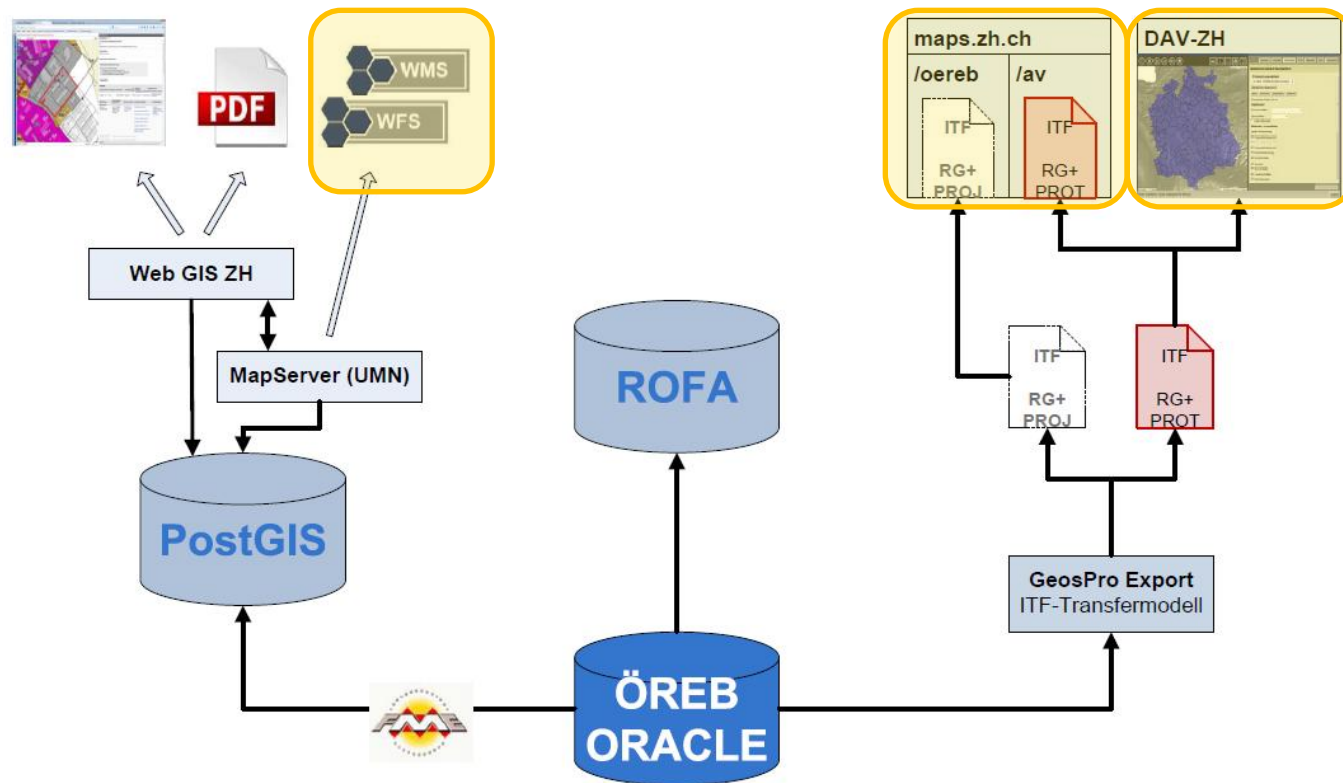 PDF
WMS
WFS
maps.zh.ch
DAV-ZH
/oereb
/av
ITF
RG+
PROJ
ITF
RG+
PROT
Web GIS ZH
MapServer (UMN)
PostGIS
ROFA
ITF
RG+
PROJ
ITF
RG+
PROT
GeosPro Export
ITF-Transfermodell
FME
ÖREB
ORACLE